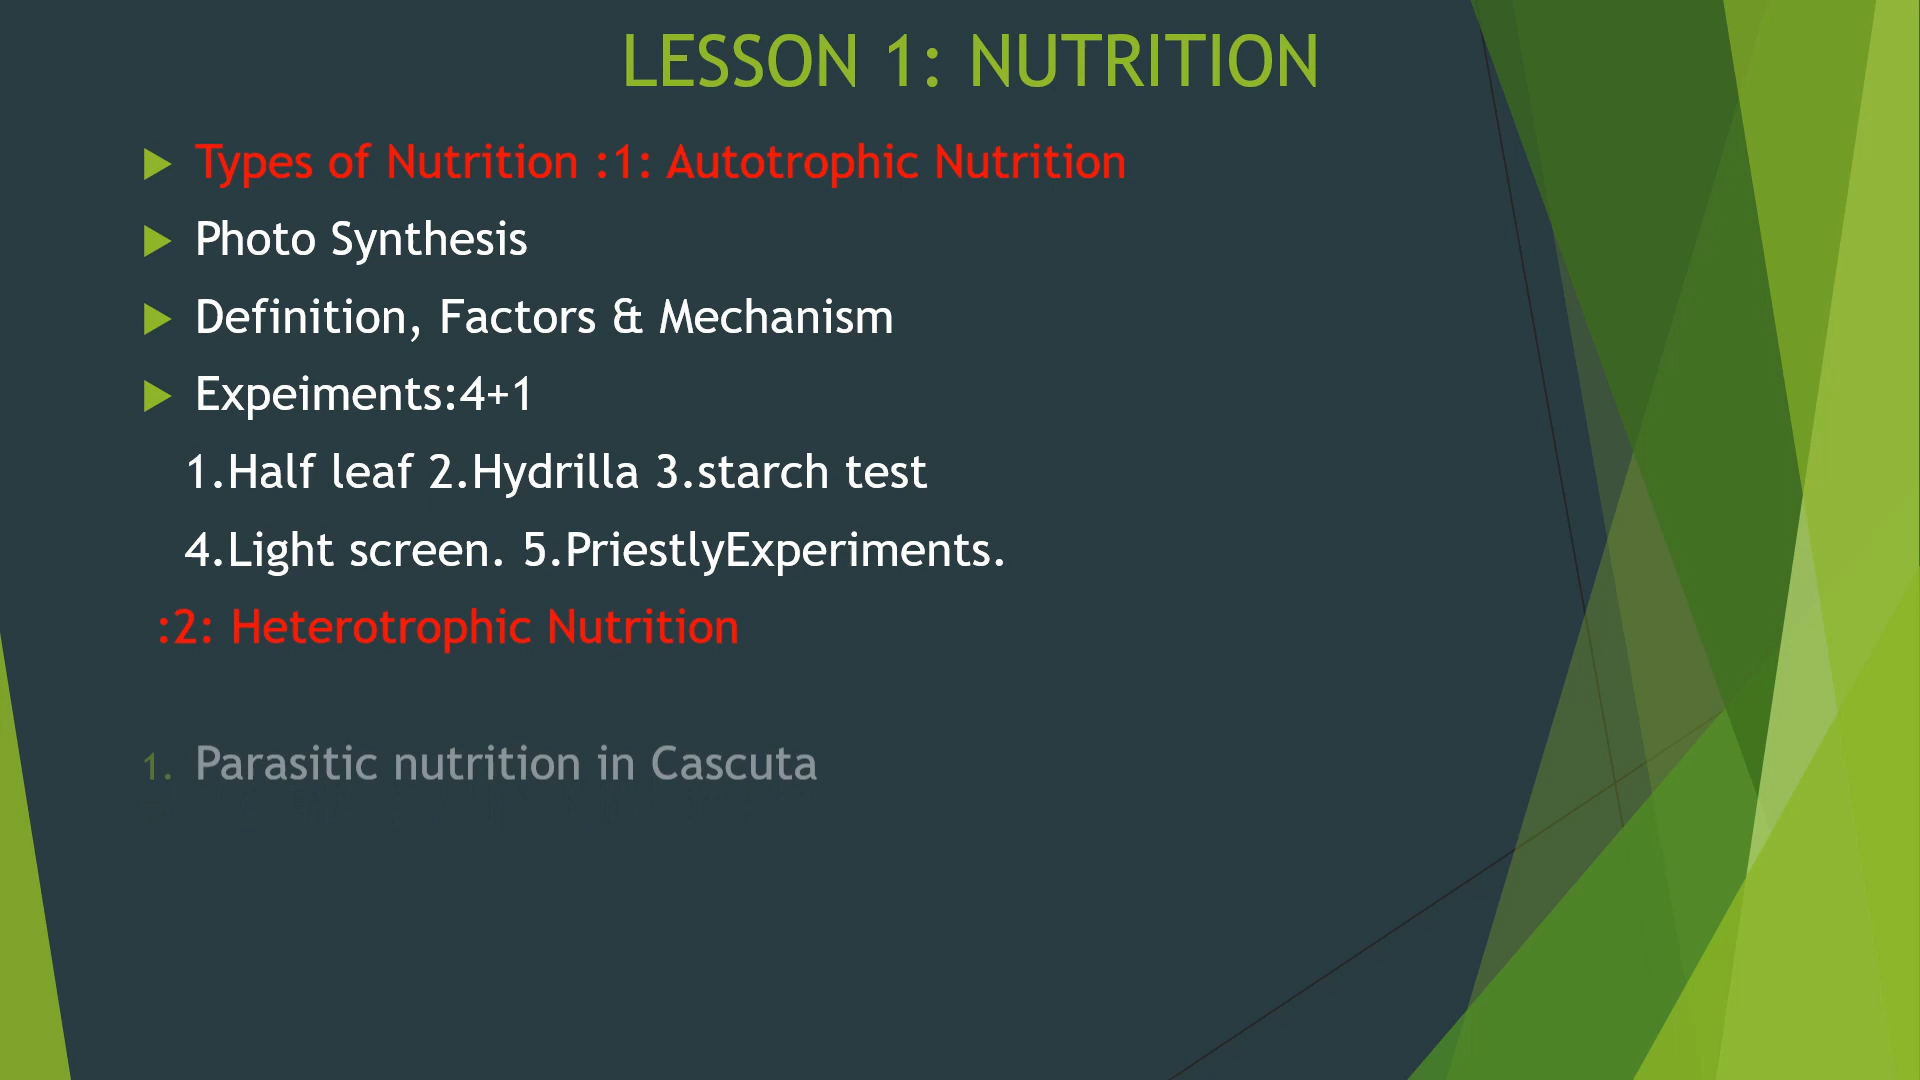 LESSON 1: NUTRITION
Types of Nutrition :1: Autotrophic Nutrition
Photo Synthesis
Definition, Factors & Mechanism
Expeiments:4+1
1.Half leaf 2.Hydrilla 3.starch test
4.Light screen. 5.PriestlyExperiments.
:2: Heterotrophic Nutrition
1. Parasitic nutrition in Cascuta